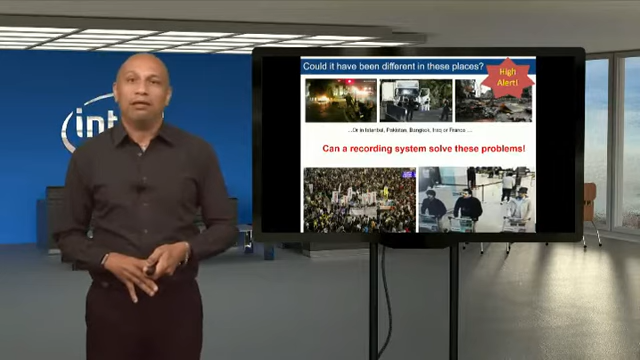 int
Could it have been different in these places?
High
Alert!
...Or in Istanbul, Pakistan, Bangkok, Iraq or France ...
Can a recording system solve these problems!